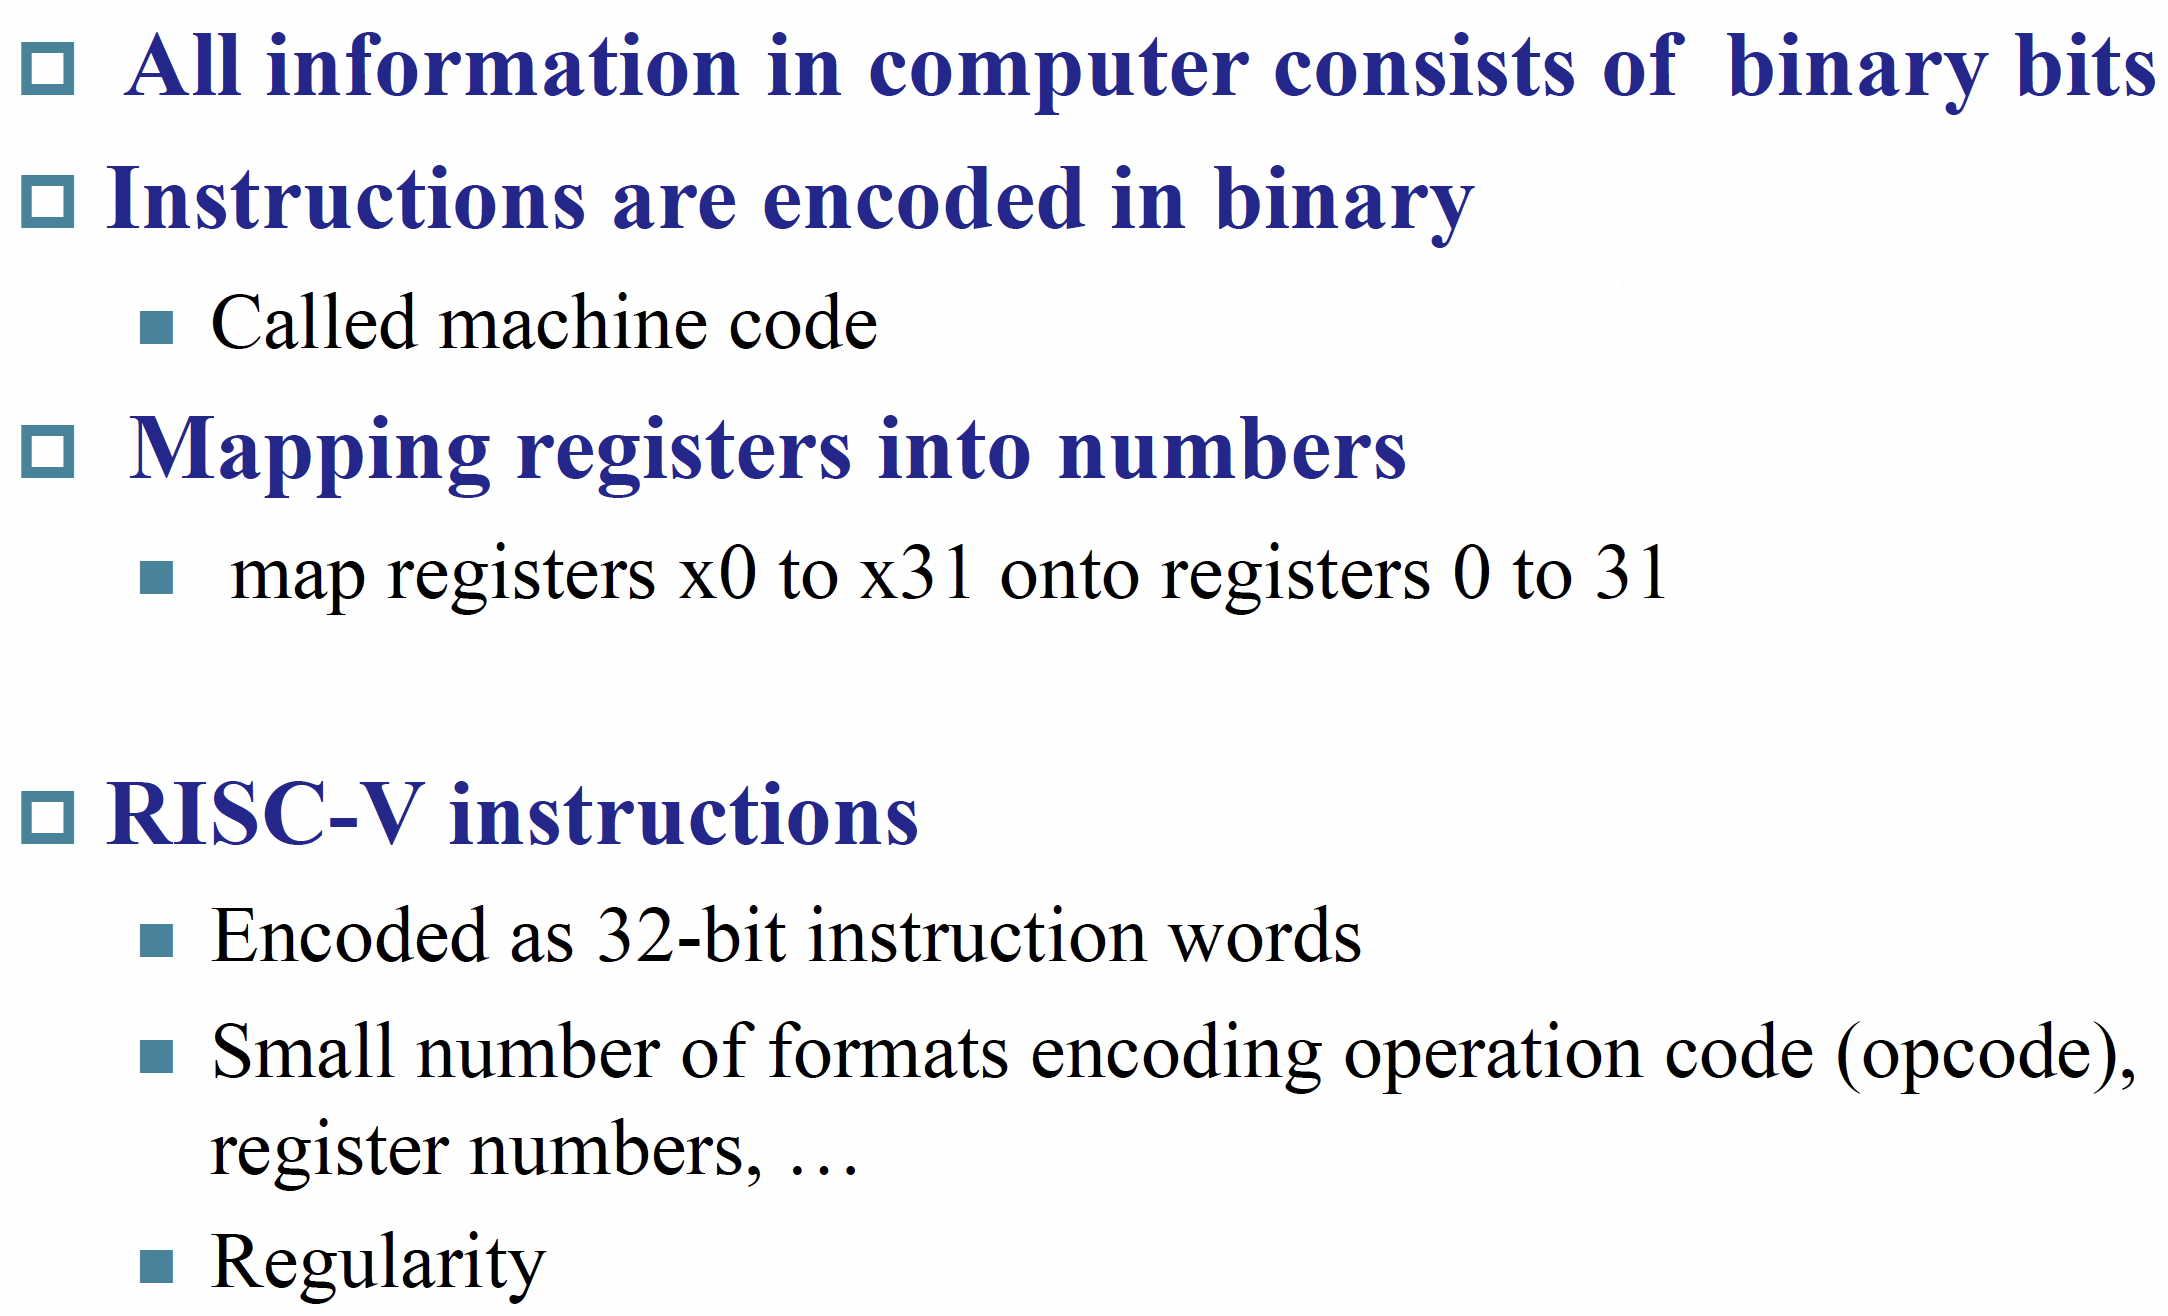 All information in computer consists of binary bits
Instructions are encoded in binary
Called machine code
Mapping registers into numbers
map registers x0 to x31 onto registers 0 to 31
RISC-V instructions
Encoded as 32-bit instruction words
Small number of formats encoding operation code (opcode),
register numbers, …
Regularity